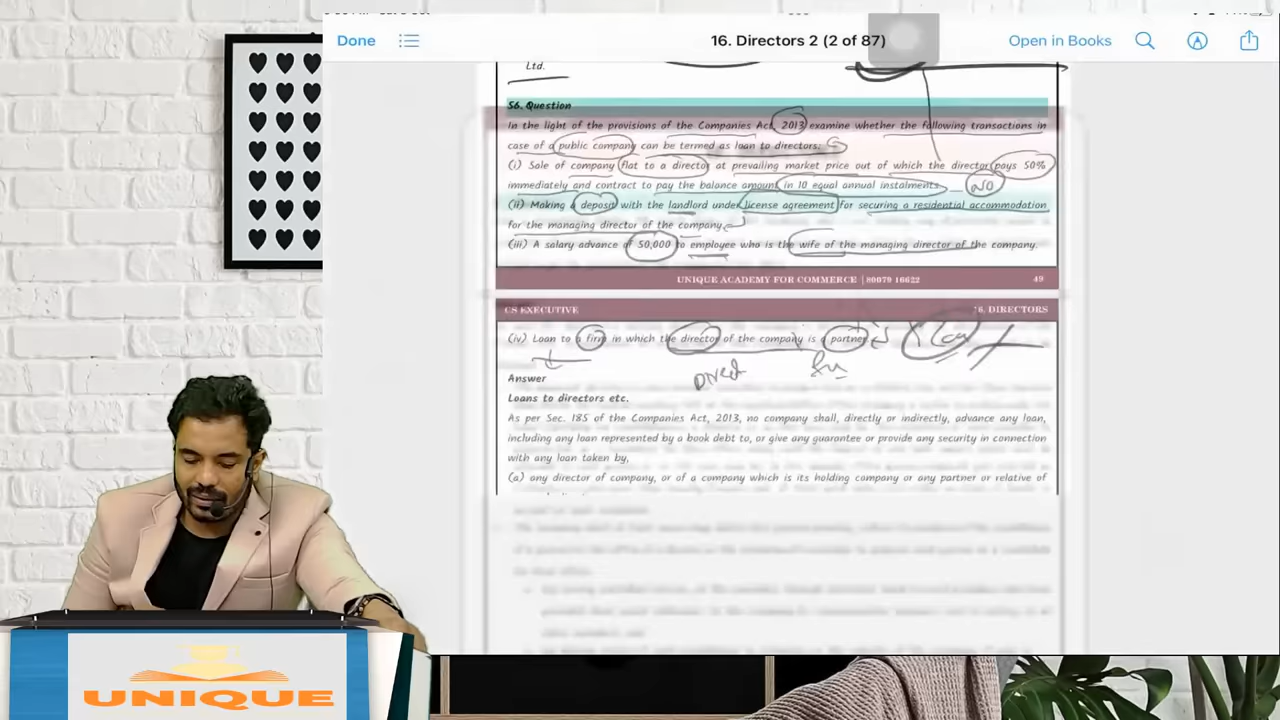 Done
16. Directors 2 (2 of 87)
Open in Books
Ltd.
56. Question
In the light of the provisions of the Companies Act, 2013 examine whether the following transactions in
case of a public company can be termed as loan to directors:
(i) Sale of company flat to a director at prevailing market price out of which the director pays 50%
immediately and contract to pay the balance amount in 10 equal annual instalments. NO
(ii) Making a deposit with the landlord under license agreement for securing a residential accommodation
for the managing director of the company.
(iii) A salary advance of 50,000 to employee who is the wife of the managing director of the company.
UNIQUE ACADEMY FOR COMMERCE | 80079 16622 49
CS EXECUTIVE 16. DIRECTORS
(iv) Loan to a firm in which the director of the company is a partner
Direct
Answer
Loans to directors etc.
As per Sec. 185 of the Companies Act, 2013, no company shall, directly or indirectly, advance any loan,
including any loan represented by a book debt to, or give any guarantee or provide any security in connection
with any loan taken by,
(a) any director of company, or of a company which is its holding company or any partner or relative of
UNIQUE